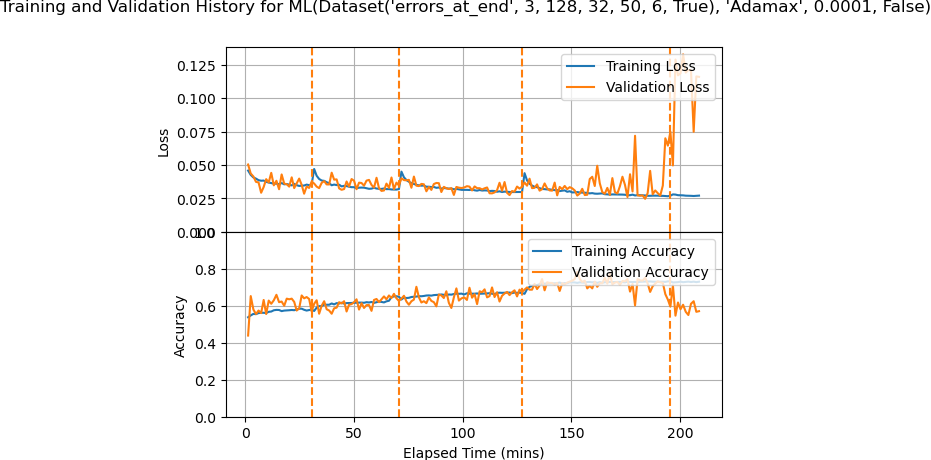 Training and Validation History for ML(Dataset('errors_at_end', 3, 128, 32, 50, 6, True), 'Adamax', 0.0001, False)
0.125
0.100
0.075
0.050
0.025
0.000
Loss
Training Loss
Validation Loss
1.0
0.8
0.6
0.4
0.2
0.0
Accuracy
Training Accuracy
Validation Accuracy
0 50 100 150 200
Elapsed Time (mins)